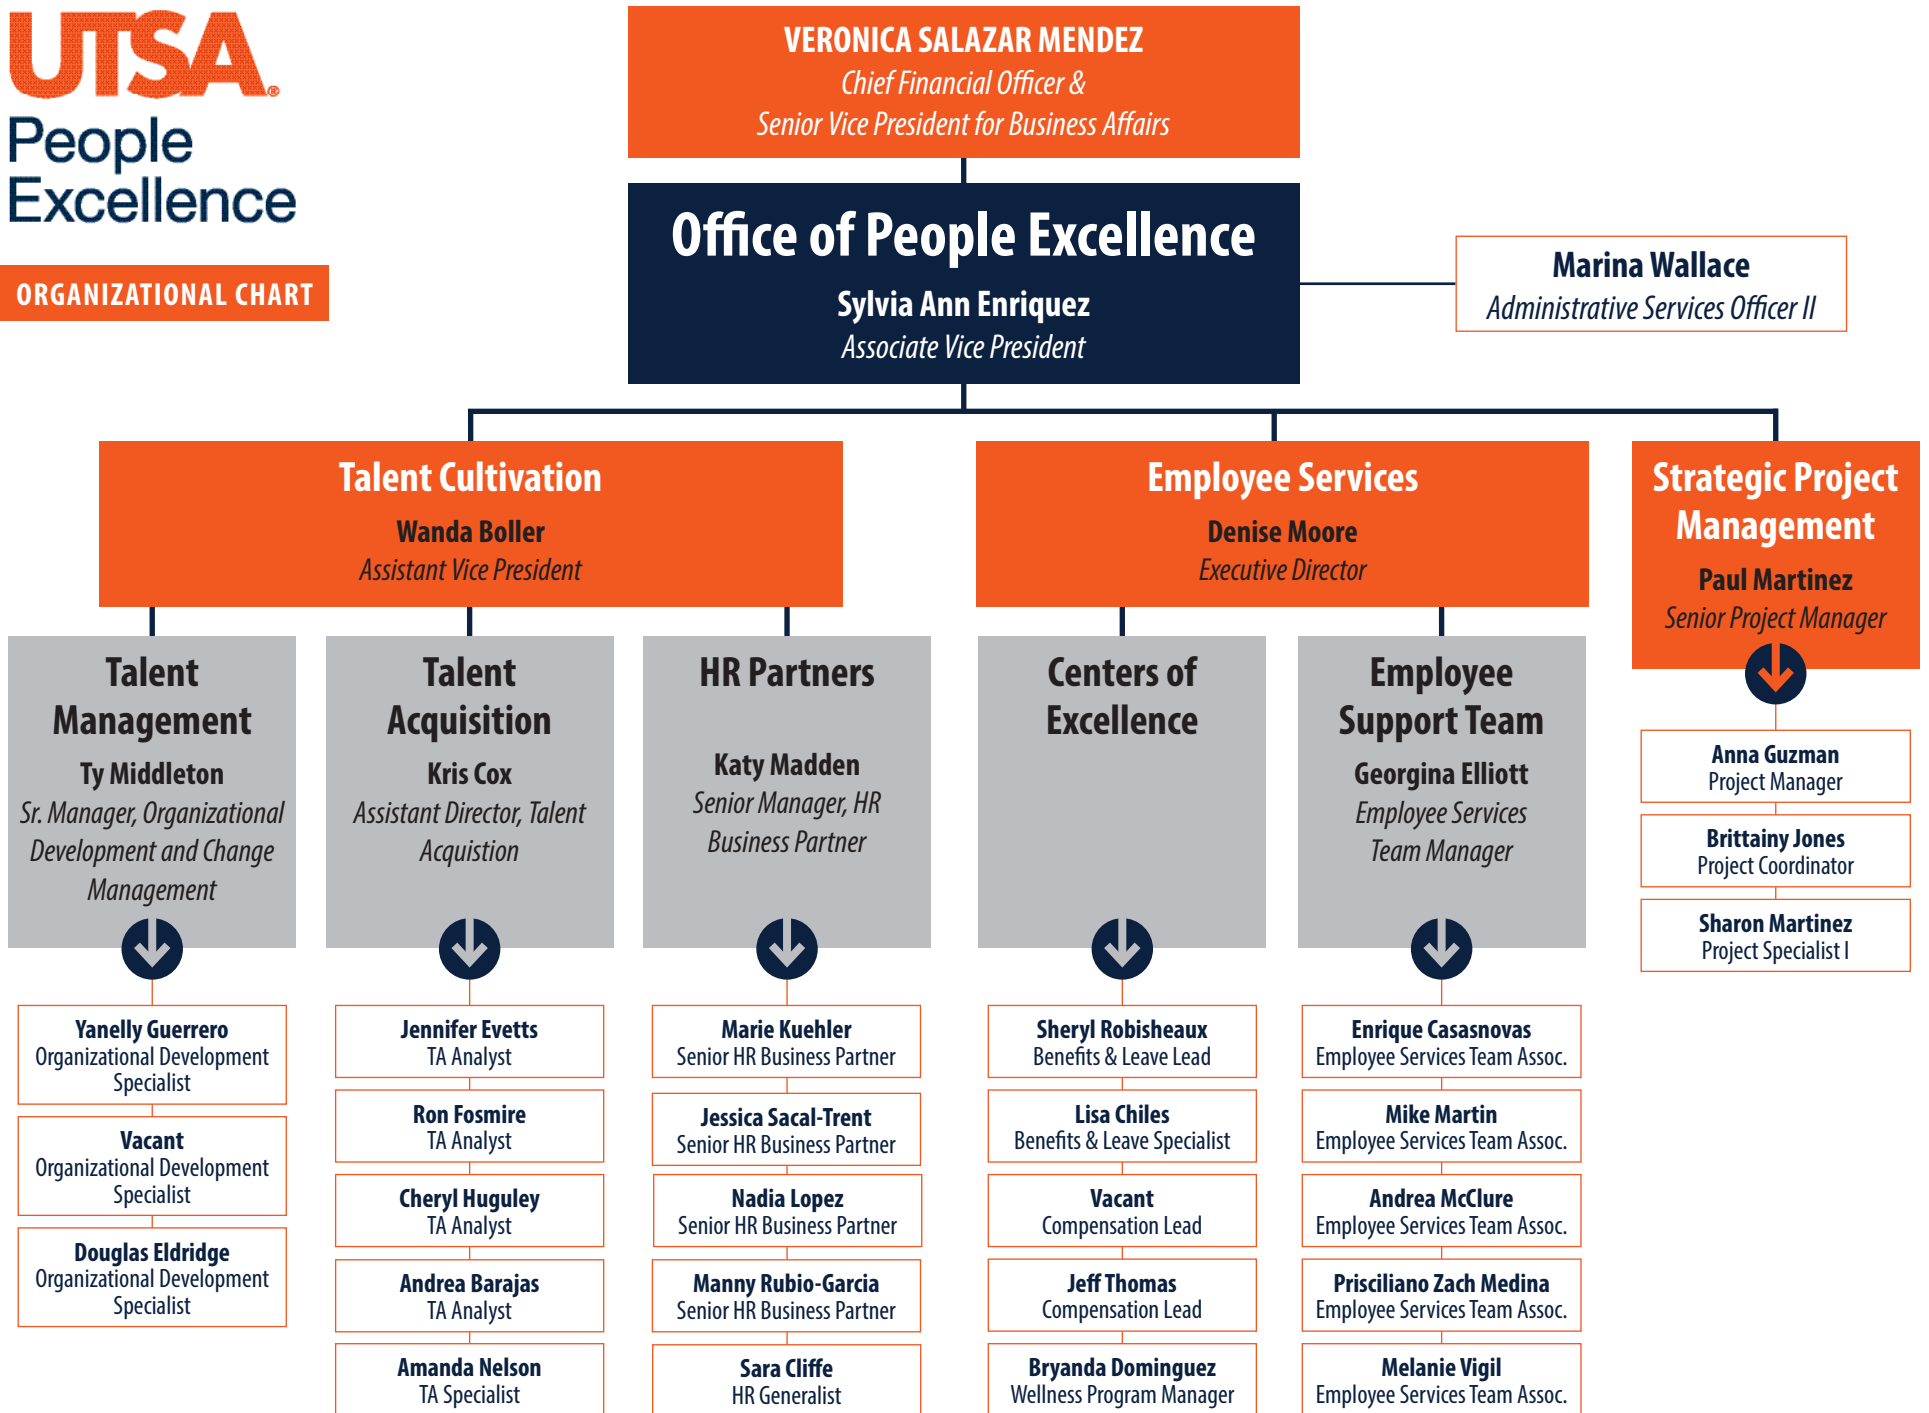 UTSA®
People
Excellence
ORGANIZATIONAL CHART
VERONICA SALAZAR MENDEZ
Chief Financial Officer &
Senior Vice President for Business Affairs
Office of People Excellence
Sylvia Ann Enriquez
Associate Vice President
Marina Wallace
Administrative Services Officer II
Talent Cultivation
Wanda Boller
Assistant Vice President
Employee Services
Denise Moore
Executive Director
Strategic Project
Management
Paul Martinez
Senior Project Manager
Talent
Management
Ty Middleton
Sr. Manager, Organizational
Development and Change
Management
Talent
Acquisition
Kris Cox
Assistant Director, Talent
Acquistion
HR Partners
Katy Madden
Senior Manager, HR
Business Partner
Centers of
Excellence
Employee
Support Team
Georgina Elliott
Employee Services
Team Manager
Anna Guzman
Project Manager
Brittainy Jones
Project Coordinator
Sharon Martinez
Project Specialist I
Yanelly Guerrero
Organizational Development
Specialist
Vacant
Organizational Development
Specialist
Douglas Eldridge
Organizational Development
Specialist
Jennifer Evetts
TA Analyst
Ron Fosmire
TA Analyst
Cheryl Huguley
TA Analyst
Andrea Barajas
TA Analyst
Amanda Nelson
TA Specialist
Marie Kuehler
Senior HR Business Partner
Jessica Sacal-Trent
Senior HR Business Partner
Nadia Lopez
Senior HR Business Partner
Manny Rubio-Garcia
Senior HR Business Partner
Sara Cliffe
HR Generalist
Sheryl Robisheaux
Benefits & Leave Lead
Lisa Chiles
Benefits & Leave Specialist
Vacant
Compensation Lead
Jeff Thomas
Compensation Lead
Bryanda Dominguez
Wellness Program Manager
Enrique Casasnovas
Employee Services Team Assoc.
Mike Martin
Employee Services Team Assoc.
Andrea McClure
Employee Services Team Assoc.
Prisciliano Zach Medina
Employee Services Team Assoc.
Melanie Vigil
Employee Services Team Assoc.